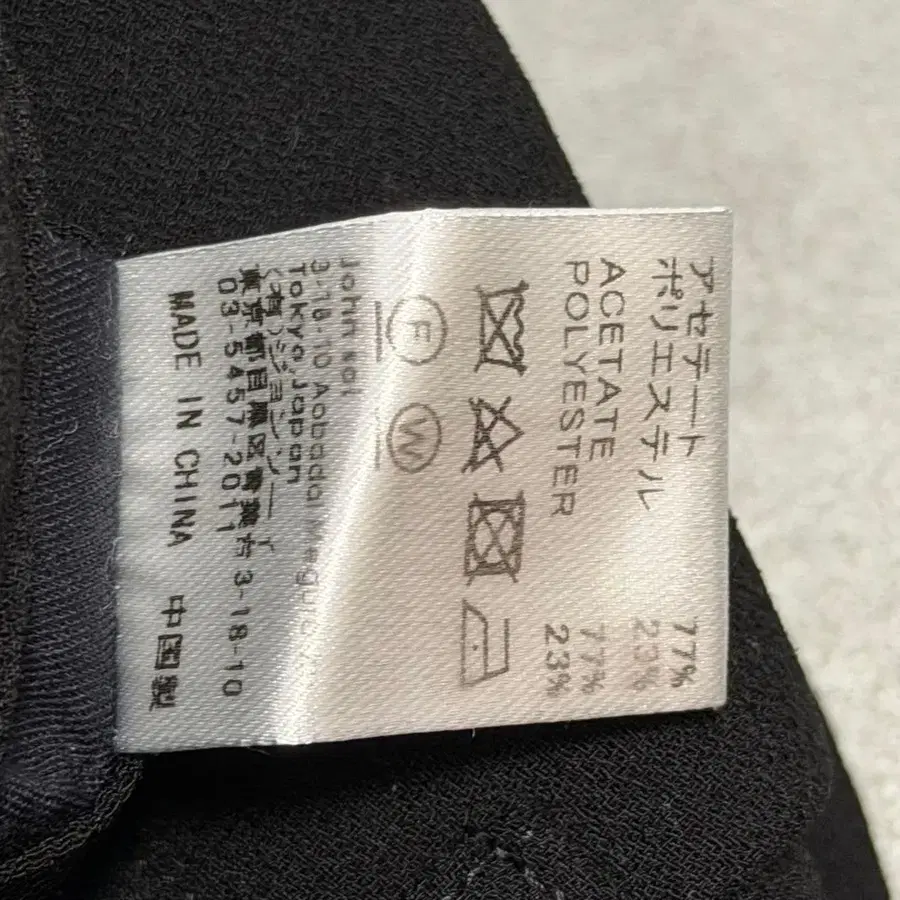 アセテート 77%
ポリエステル 23%
ACETATE 77%
POLYESTER 23%
F W
John
3-18-10 Aobadai
Tokyo.Japan
(有)
東京都目黒区青葉台 3-18-10
03-5457-2011
MADE IN CHINA 中国製